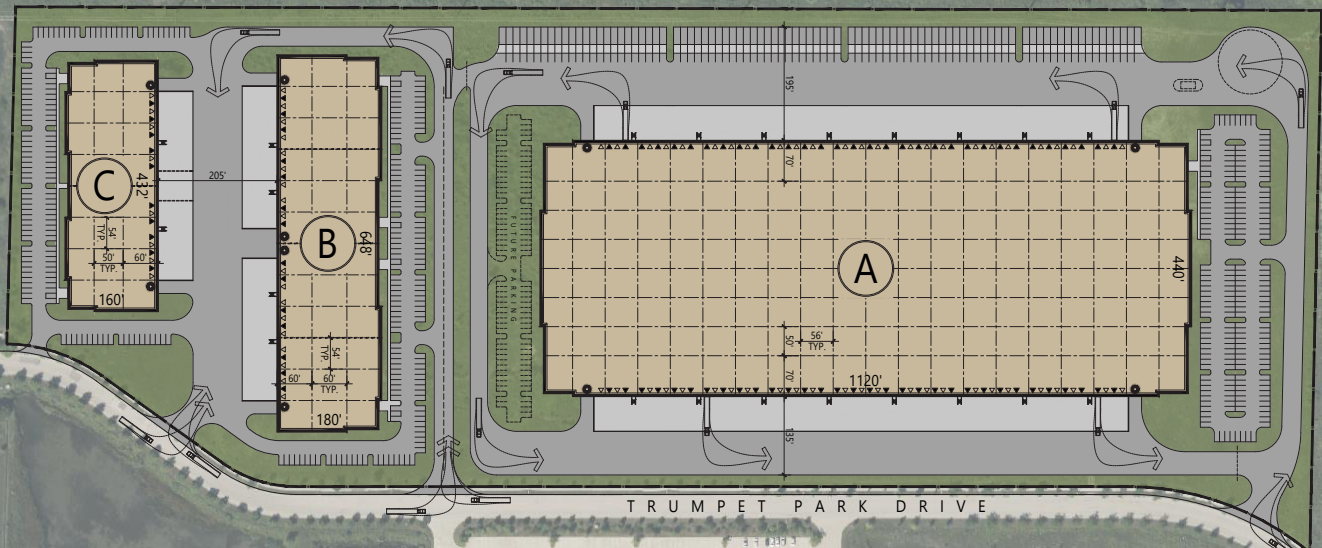 C
432'
54'
TYP.
50'
TYP.
60'
160'
205'
B
648'
54'
TYP.
60'
60'
TYP.
180'
FUTURE PARKING
195'
70'
A
440'
56'
TYP.
50'
70'
1120'
135'
TRUMPET PARK DRIVE